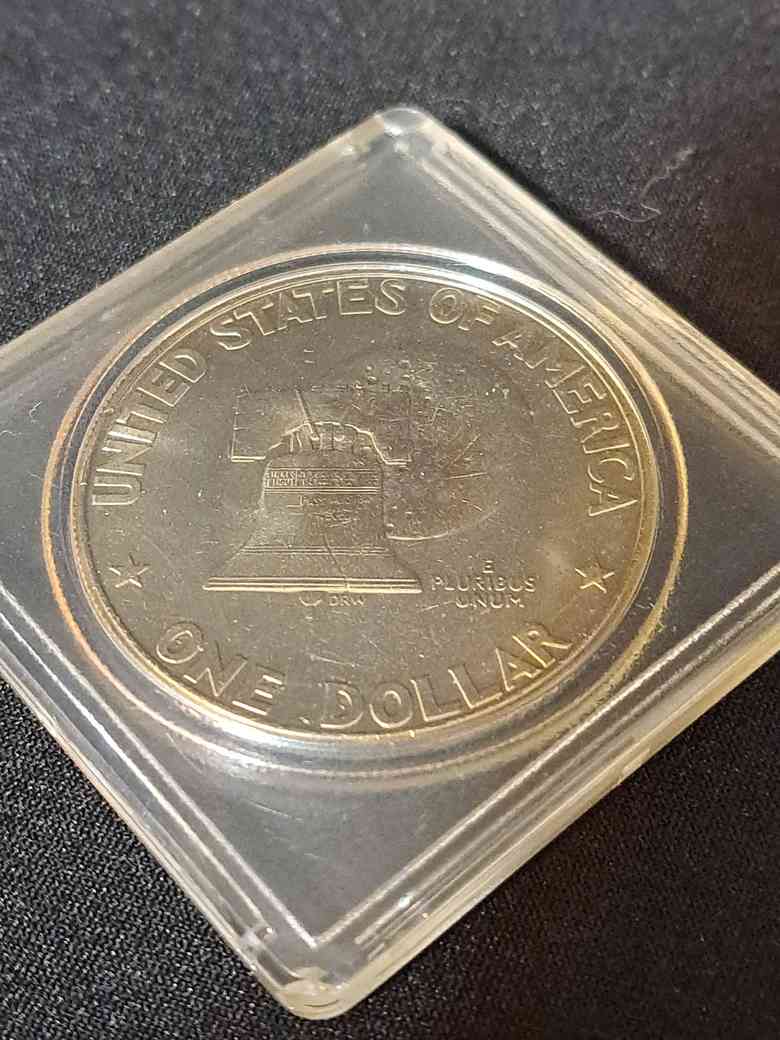 UNITED STATES OF AMERICA
E
PLURIBUS
UNUM
DRW
ONE DOLLAR